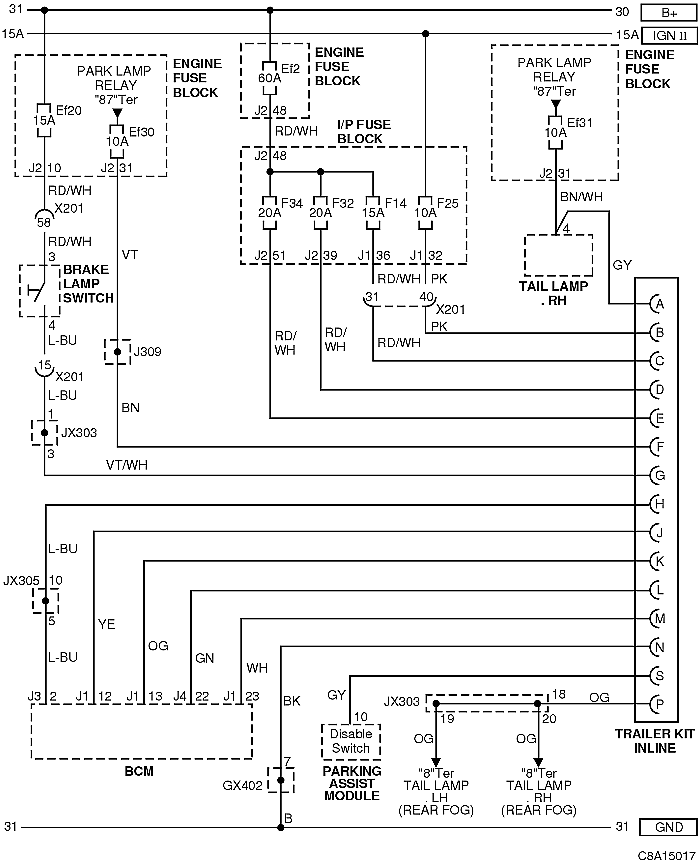 31
30
B+
15A
15A
IGN II
ENGINE
FUSE
BLOCK
PARK LAMP
RELAY
"87"Ter
Ef20
15A
Ef30
10A
J2 10
J2 31
ENGINE
FUSE
BLOCK
Ef2
60A
J2 48
RD/WH
I/P FUSE
BLOCK
J2 48
F34
20A
F32
20A
F14
15A
F25
10A
J2 51
J2 39
J1 36
J1 32
ENGINE
FUSE
BLOCK
PARK LAMP
RELAY
"87"Ter
Ef31
10A
J2 31
BN/WH
4
TAIL LAMP
. RH
GY
RD/WH
X201
58
RD/WH
3
BRAKE
LAMP
SWITCH
4
L-BU
15
X201
L-BU
1
JX303
3
VT
J309
BN
VT/WH
RD/
WH
RD/
WH
RD/WH
PK
31
40
X201
PK
RD/WH
A
B
C
D
E
F
G
H
J
K
L
M
N
S
P
TRAILER KIT
INLINE
L-BU
JX305
10
5
L-BU
YE
OG
GN
WH
BK
J3 2
J1 12
J1 13
J4 22
J1 23
BCM
GX402
7
B
GY
10
Disable
Switch
PARKING
ASSIST
MODULE
JX303
18
OG
19
20
OG
OG
"8"Ter
TAIL LAMP
. LH
(REAR FOG)
"8"Ter
TAIL LAMP
. RH
(REAR FOG)
31
31
GND
C8A15017